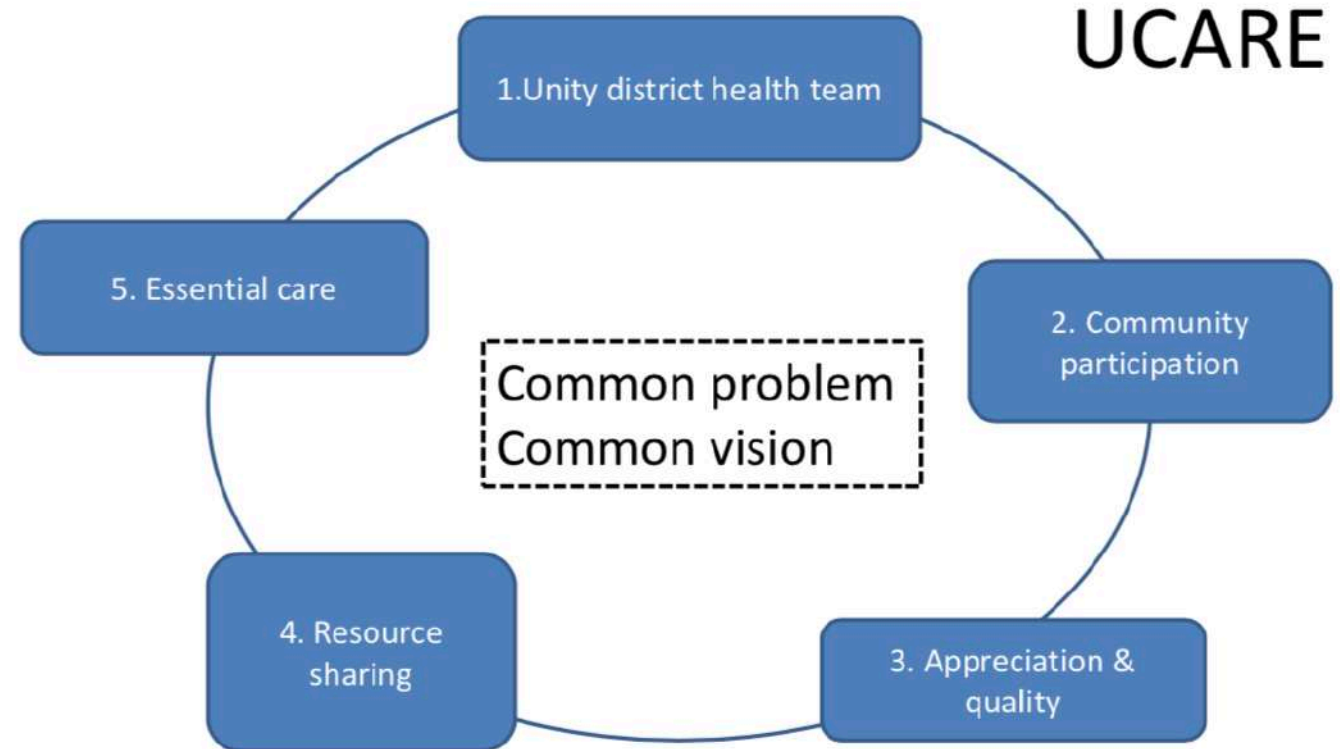 UCARE
1.Unity district health team
2. Community
participation
3. Appreciation &
quality
4. Resource
sharing
5. Essential care
Common problem
Common vision